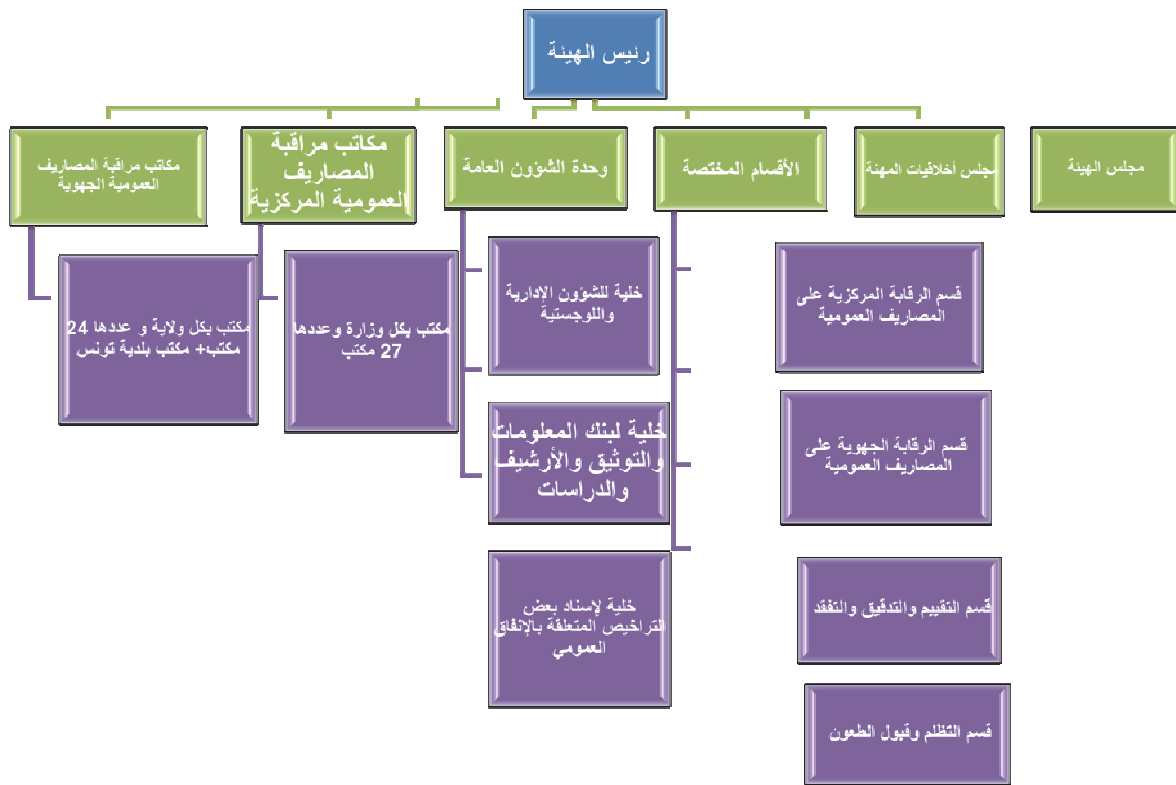 رئيس الهيئة
مجلس الهيئة
مجلس أخلاقيات المهنة
الأقسام المختصة
وحدة الشؤون العامة
مكاتب مراقبة
المصاريف
العمومية المركزية
مكاتب مراقبة المصاريف
العمومية الجهوية
قسم الرقابة المركزية على
المصاريف العمومية
قسم الرقابة الجهوية على
المصاريف العمومية
قسم التقييم والتدقيق والتفقد
قسم التظلم وقبول الطعون
خلية للشؤون الإدارية
واللوجستية
خلية لبنك المعلومات
والتوثيق والأرشيف
والدراسات
خلية لإسناد بعض
التراخيص المتعلقة بالإنفاق
العمومي
مكتب بكل وزارة وعددها
27 مكتب
مكتب بكل ولاية و عددها 24
مكتب+ مكتب بلدية تونس